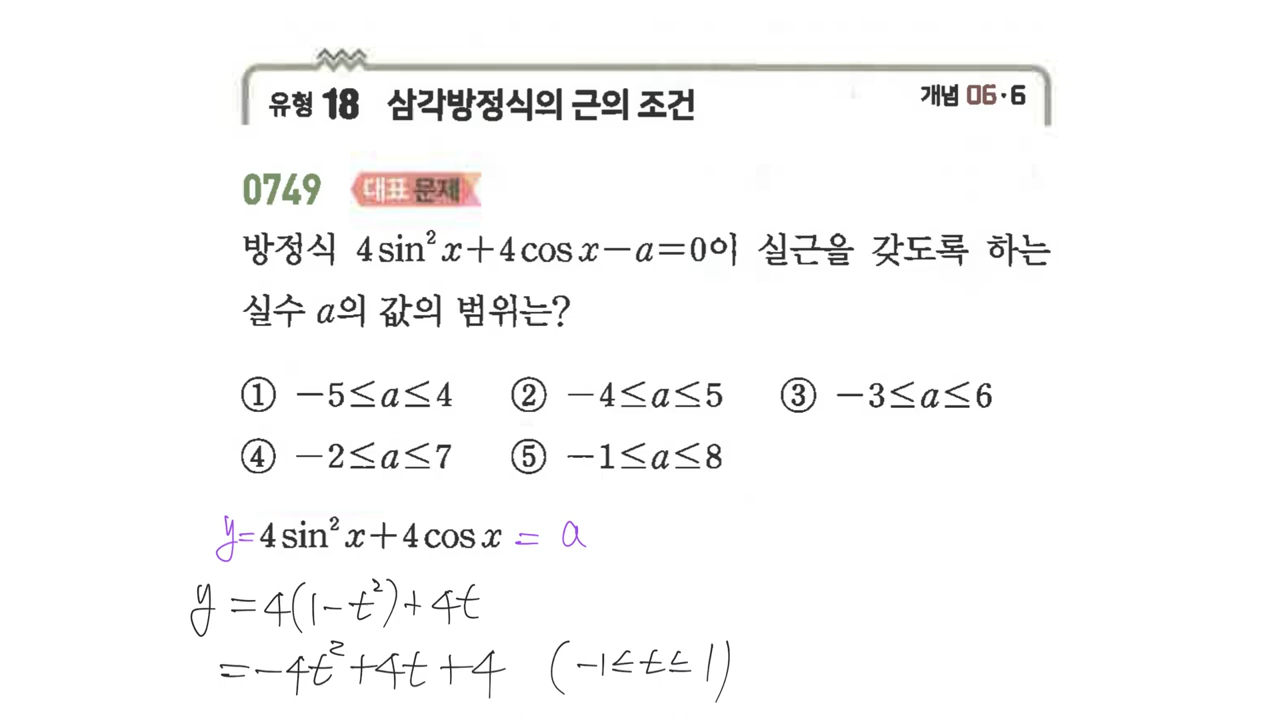 유형 18 삼각방정식의 근의 조건 개념 06·6
0749 대표 문제
방정식 4sin²x+4cosx−a=0이 실근을 갖도록 하는
실수 a의 값의 범위는?
① −5≤a≤4 ② −4≤a≤5 ③ −3≤a≤6
④ −2≤a≤7 ⑤ −1≤a≤8
y=4sin²x+4cosx = a
y=4(1−t²)+4t
=−4t²+4t+4 (−1≤t≤1)